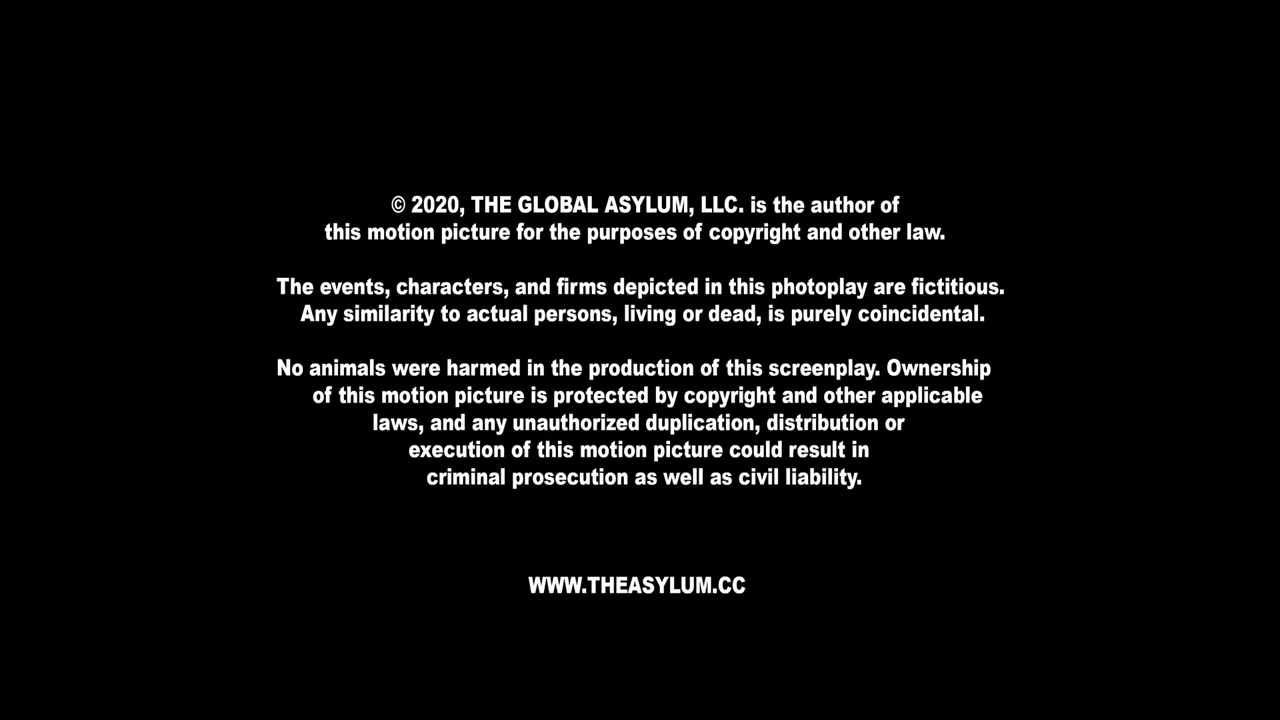 © 2020, THE GLOBAL ASYLUM, LLC. is the author of
this motion picture for the purposes of copyright and other law.
The events, characters, and firms depicted in this photoplay are fictitious.
Any similarity to actual persons, living or dead, is purely coincidental.
No animals were harmed in the production of this screenplay. Ownership
of this motion picture is protected by copyright and other applicable
laws, and any unauthorized duplication, distribution or
execution of this motion picture could result in
criminal prosecution as well as civil liability.
WWW.THEASYLUM.CC